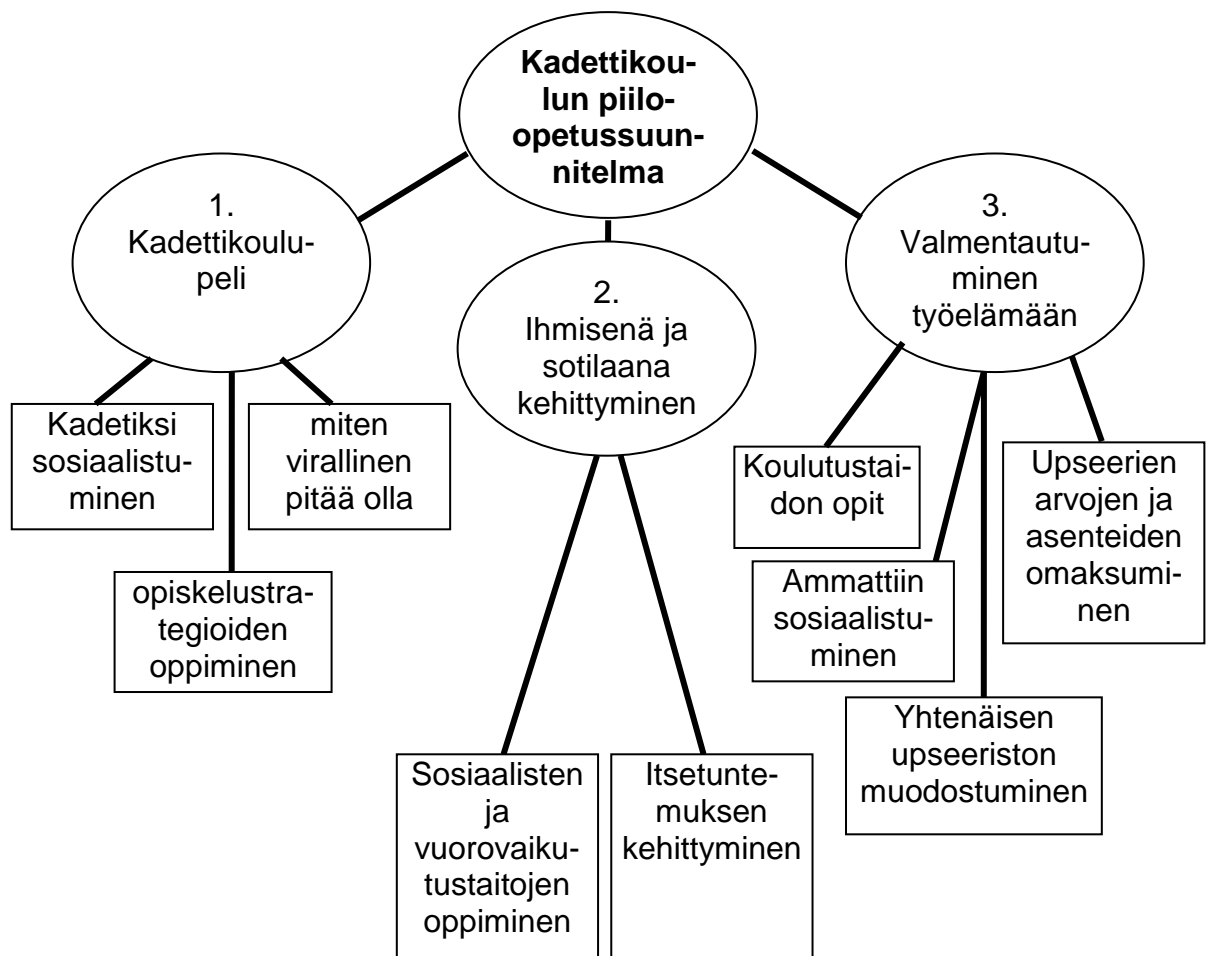 Kadettikou-
lun piilo-
opetussuun-
nitelma
1.
Kadettikoulu-
peli
2.
Ihmisenä ja
sotilaana
kehittyminen
3.
Valmentautu-
minen
työelämään
Kadetiksi
sosiaalistu-
minen
miten
virallinen
pitää olla
opiskelustra-
tegioiden
oppiminen
Sosiaalisten
ja
vuorovaiku-
tustaitojen
oppiminen
Itsetunte-
muksen
kehittyminen
Koulutustai-
don opit
Ammattiin
sosiaalistu-
minen
Yhtenäisen
upseeriston
muodostuminen
Upseerien
arvojen ja
asenteiden
omaksumi-
nen